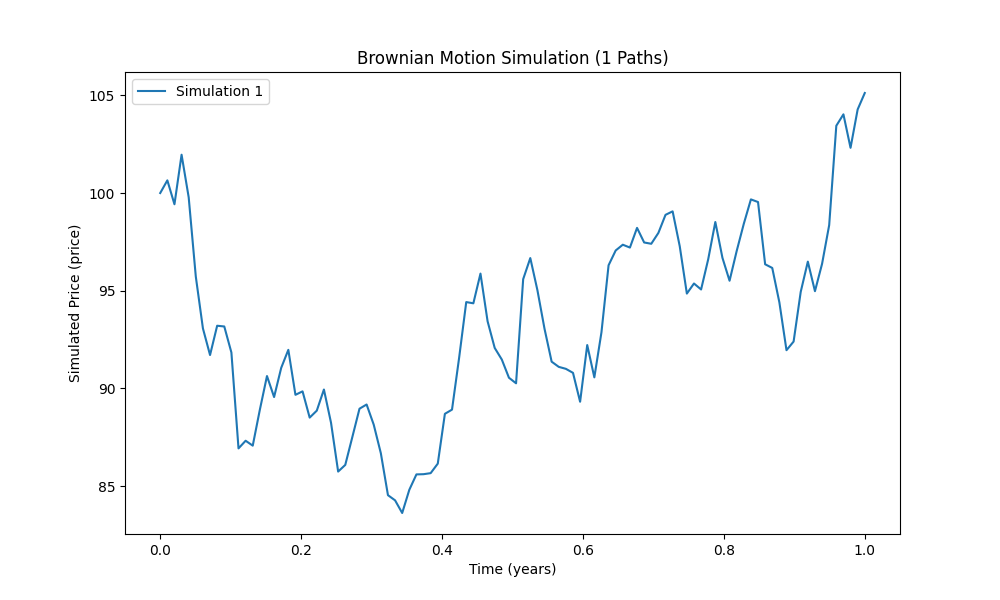 Brownian Motion Simulation (1 Paths)
Simulation 1
Simulated Price (price)
105
100
95
90
85
0.0 0.2 0.4 0.6 0.8 1.0
Time (years)